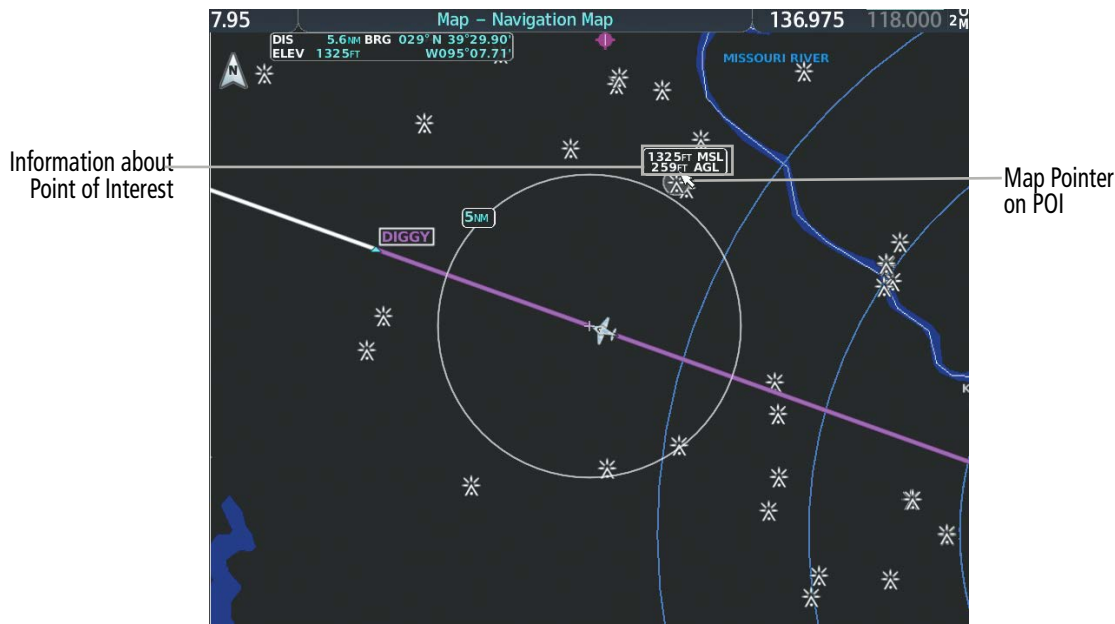 7.95
Map – Navigation Map
136.975
118.000
2
DIS 5.6NM BRG 029° N 39°29.90'
ELEV 1325FT W095°07.71'
N
MISSOURI RIVER
1325FT MSL
259FT AGL
Information about
Point of Interest
Map Pointer
on POI
5NM
DIGGY
K